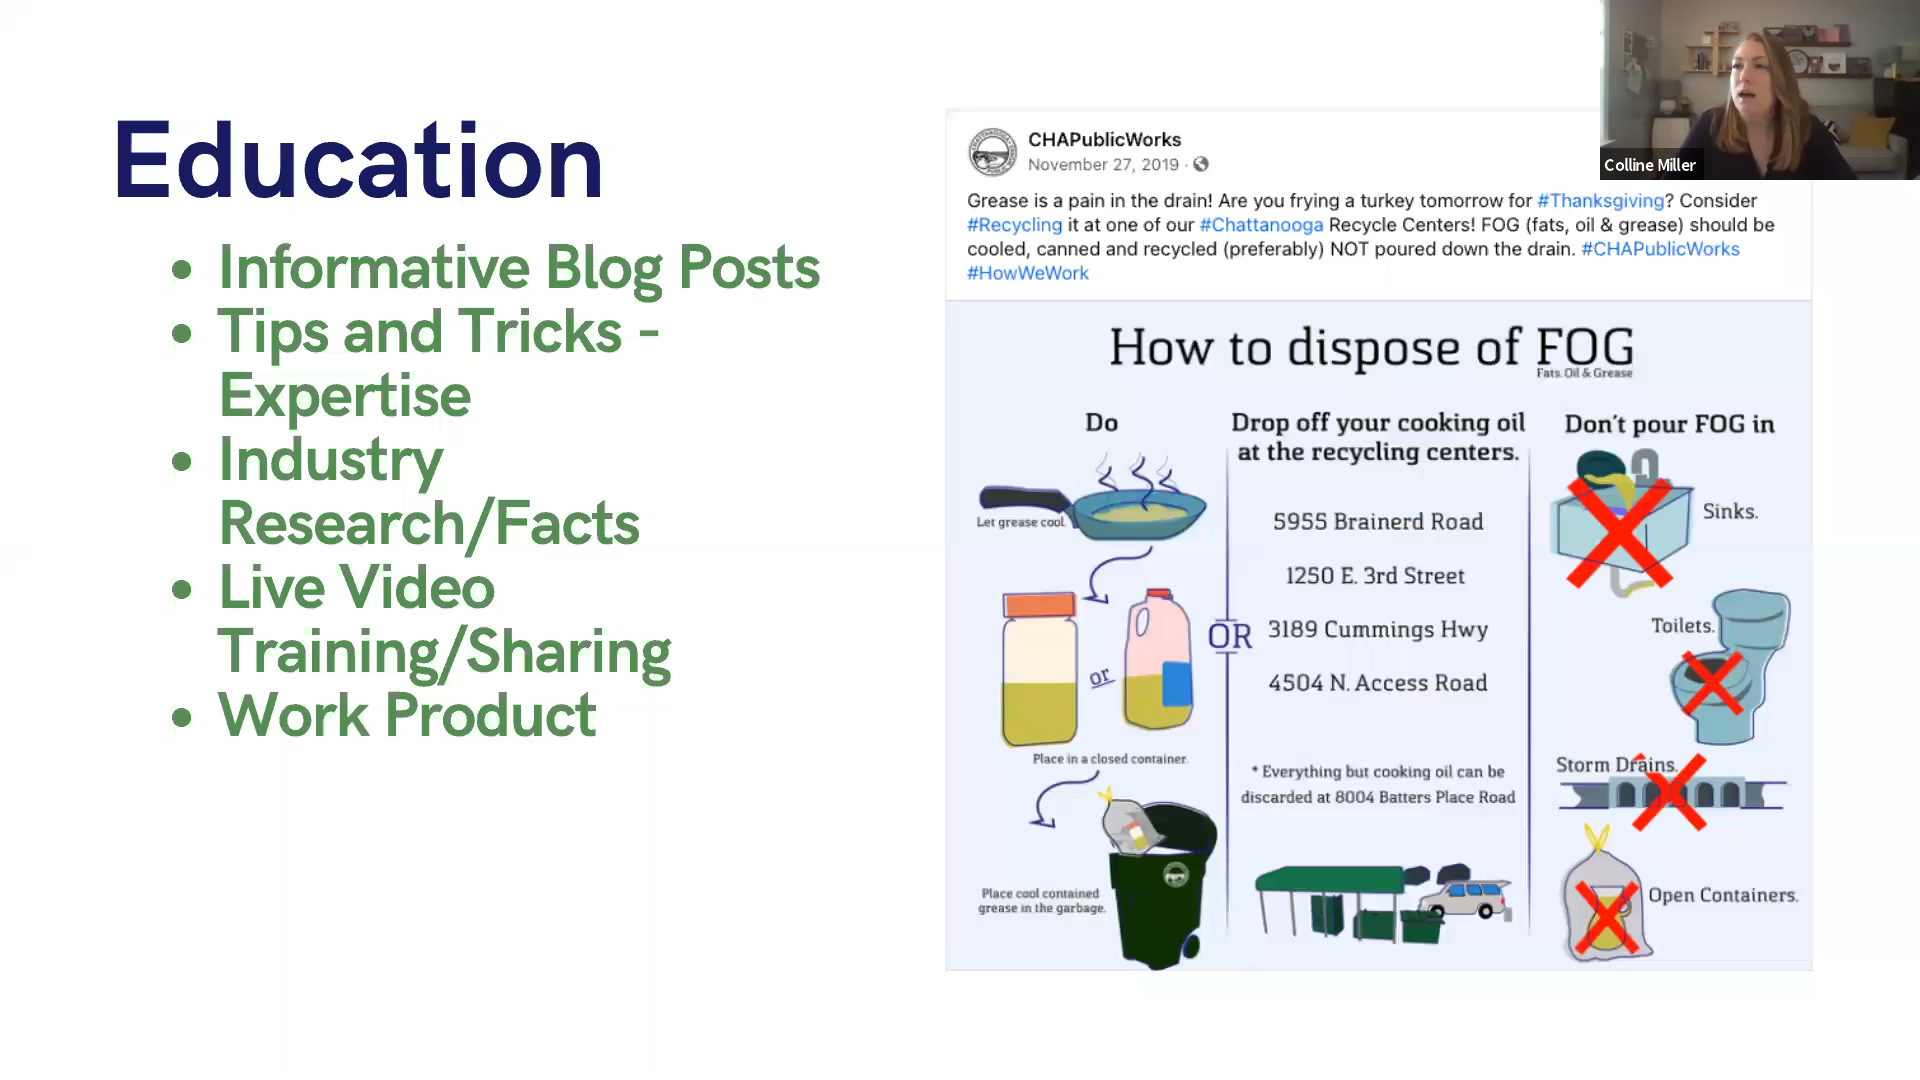 Education
• Informative Blog Posts
• Tips and Tricks -
Expertise
• Industry
Research/Facts
• Live Video
Training/Sharing
• Work Product
CHAPublicWorks
November 27, 2019 ·
Grease is a pain in the drain! Are you frying a turkey tomorrow for #Thanksgiving? Consider
#Recycling it at one of our #Chattanooga Recycle Centers! FOG (fats, oil & grease) should be
cooled, canned and recycled (preferably) NOT poured down the drain. #CHAPublicWorks
#HowWeWork
How to dispose of FOG
Fats, Oil & Grease
Do
Let grease cool.
or
Place in a closed container.
Place cool contained
grease in the garbage.
OR
Drop off your cooking oil
at the recycling centers.
5955 Brainerd Road
1250 E. 3rd Street
3189 Cummings Hwy
4504 N. Access Road
* Everything but cooking oil can be
discarded at 8004 Batters Place Road
Don't pour FOG in
Sinks.
Toilets.
Storm Drains.
Open Containers.
Colline Miller